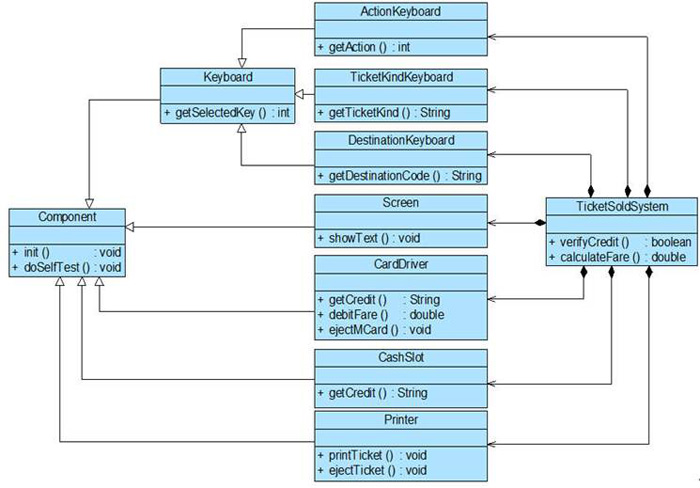 ActionKeyboard
+ getAction () : int
Keyboard
+ getSelectedKey () : int
TicketKindKeyboard
+ getTicketKind () : String
DestinationKeyboard
+ getDestinationCode () : String
Component
+ init () : void
+ doSelfTest () : void
Screen
+ showText () : void
TicketSoldSystem
+ verifyCredit () : boolean
+ calculateFare () : double
CardDriver
+ getCredit () : String
+ debitFare () : double
+ ejectMCard () : void
CashSlot
+ getCredit () : String
Printer
+ printTicket () : void
+ ejectTicket () : void